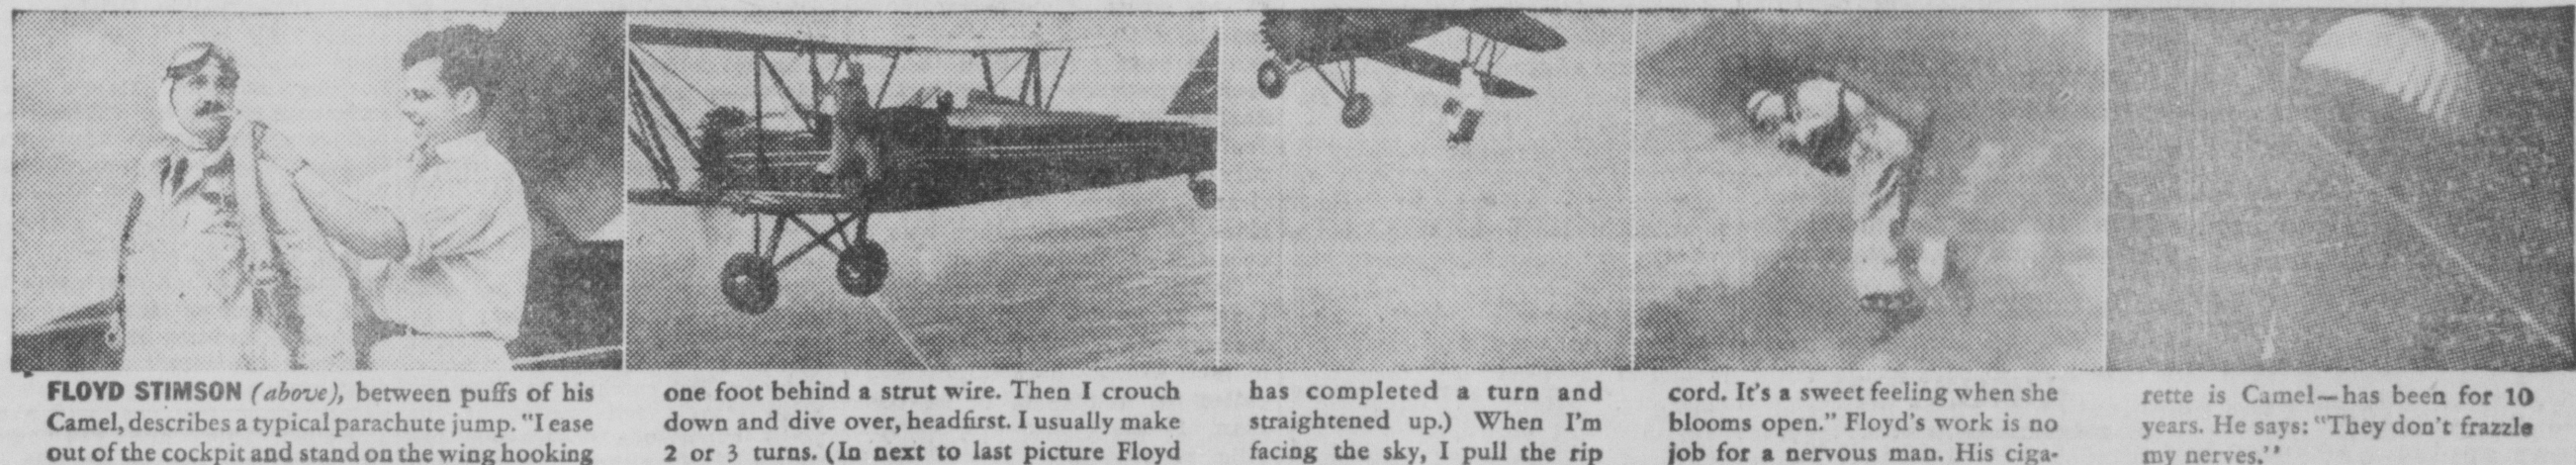 FLOYD STIMSON (above), between puffs of his
Camel, describes a typical parachute jump. "I ease
out of the cockpit and stand on the wing hooking
one foot behind a strut wire. Then I crouch
down and dive over, headfirst. I usually make
2 or 3 turns. (In next to last picture Floyd
has completed a turn and
straightened up.) When I'm
facing the sky, I pull the rip
cord. It's a sweet feeling when she
blooms open." Floyd's work is no
job for a nervous man. His ciga-
rette is Camel—has been for 10
years. He says: "They don't frazzle
my nerves."